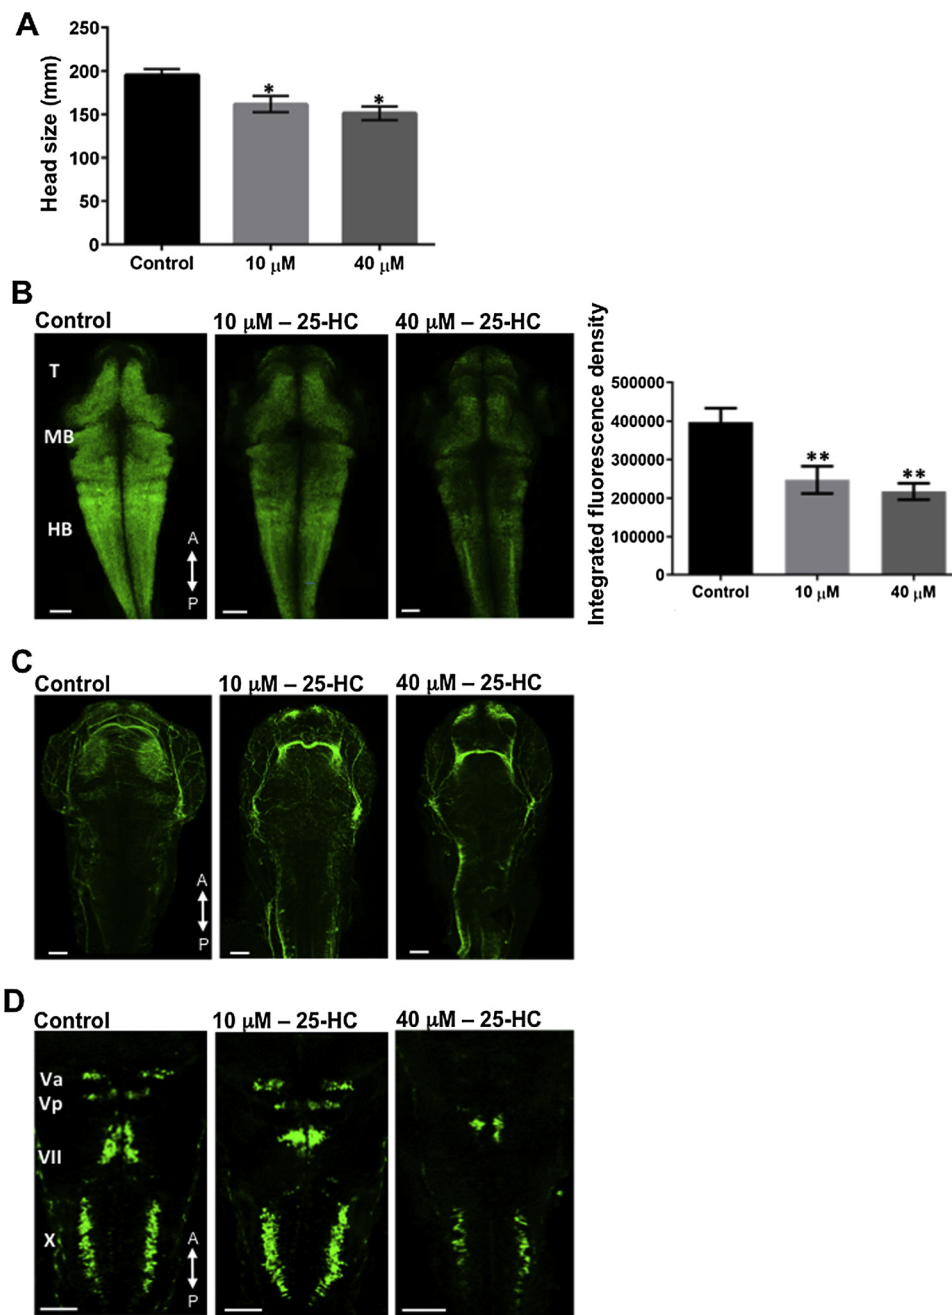 A
Head size (mm)
250
200
150
100
50
0
*
*
Control
10 μM
40 μM
B
Control
10 μM – 25-HC
40 μM – 25-HC
T
MB
HB
A
P
Integrated fluorescence density
500000
400000
300000
200000
100000
0
**
**
Control
10 μM
40 μM
C
Control
10 μM – 25-HC
40 μM – 25-HC
A
P
D
Control
10 μM – 25-HC
40 μM – 25-HC
Va
Vp
VII
X
A
P